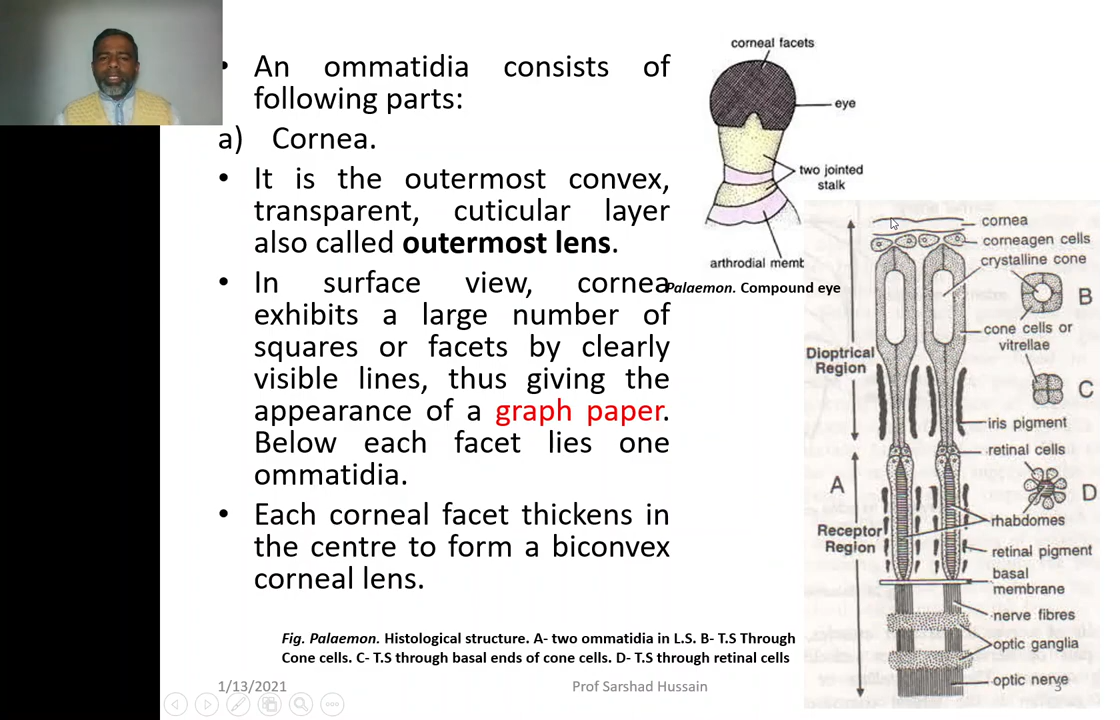 • An ommatidia consists of
following parts:
a) Cornea.
• It is the outermost convex,
transparent, cuticular layer
also called outermost lens.
• In surface view, cornea
exhibits a large number of
squares or facets by clearly
visible lines, thus giving the
appearance of a graph paper.
Below each facet lies one
ommatidia.
• Each corneal facet thickens in
the centre to form a biconvex
corneal lens.
corneal facets
eye
two jointed
stalk
arthrodial memb
Palaemon. Compound eye
cornea
corneagen cells
crystalline cone
B
cone cells or
vitrellae
Dioptrical
Region
C
iris pigment
retinal cells
A
D
rhabdomes
Receptor
Region
retinal pigment
basal
membrane
nerve fibres
optic ganglia
optic nerve
Fig. Palaemon. Histological structure. A- two ommatidia in L.S. B- T.S Through
Cone cells. C- T.S through basal ends of cone cells. D- T.S through retinal cells
1/13/2021
Prof Sarshad Hussain
3